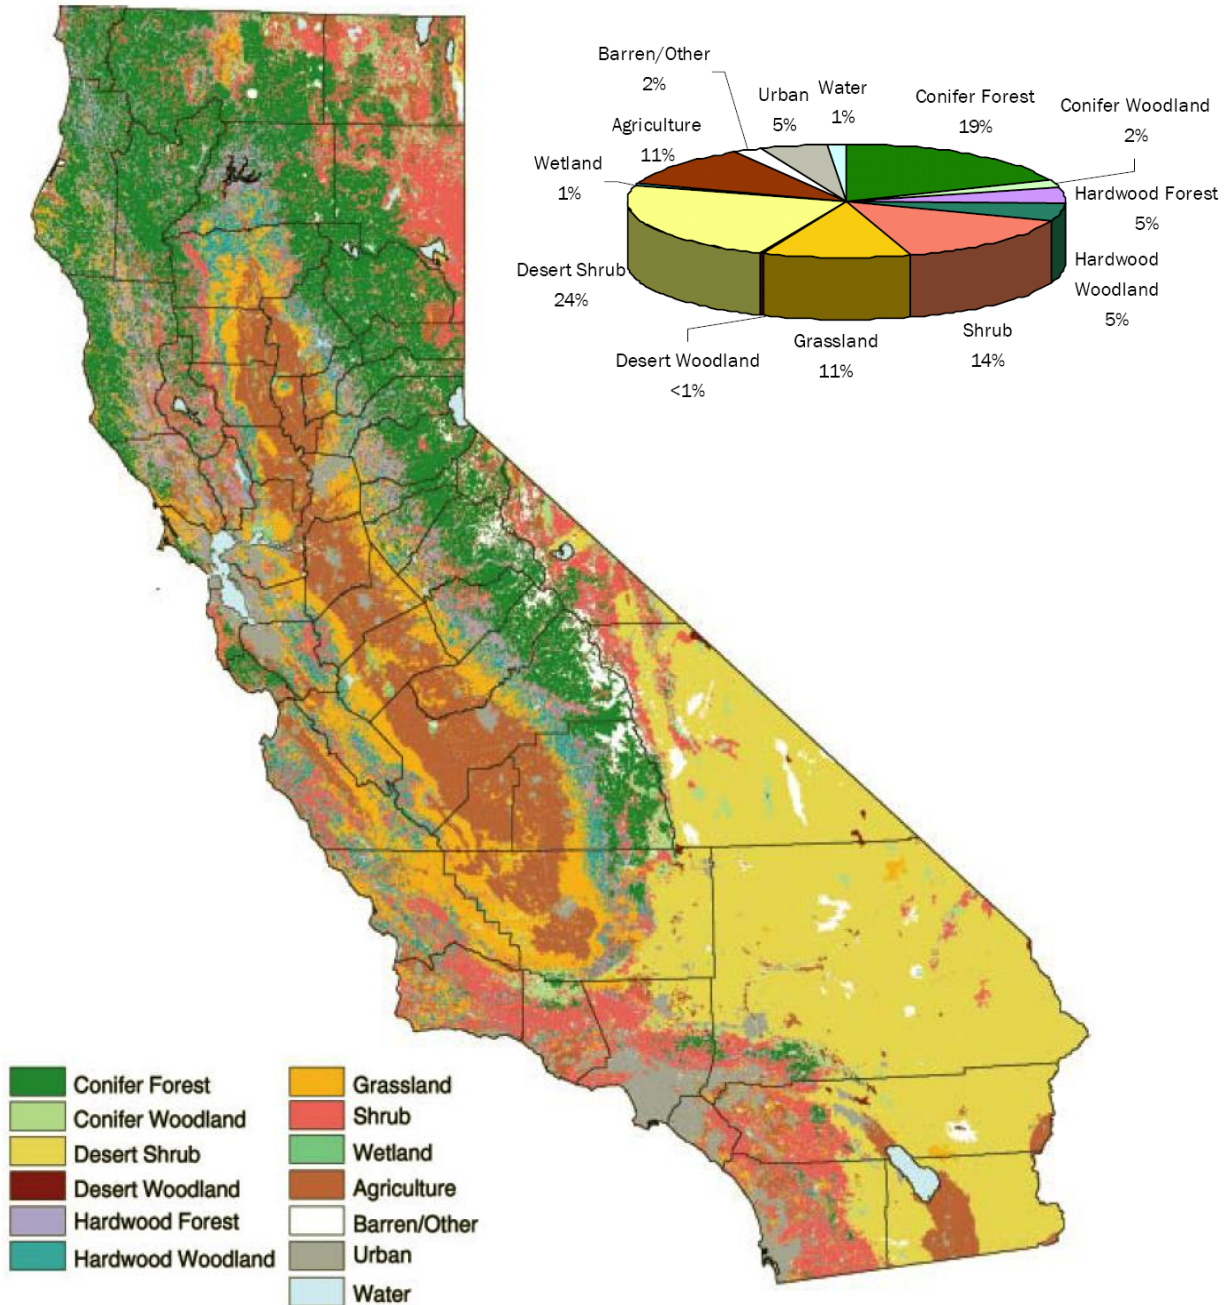 Barren/Other
2%
Urban
5%
Water
1%
Conifer Forest
19%
Conifer Woodland
2%
Agriculture
11%
Wetland
1%
Hardwood Forest
5%
Desert Shrub
24%
Hardwood
Woodland
5%
Desert Woodland
<1%
Grassland
11%
Shrub
14%
Conifer Forest
Conifer Woodland
Desert Shrub
Desert Woodland
Hardwood Forest
Hardwood Woodland
Grassland
Shrub
Wetland
Agriculture
Barren/Other
Urban
Water